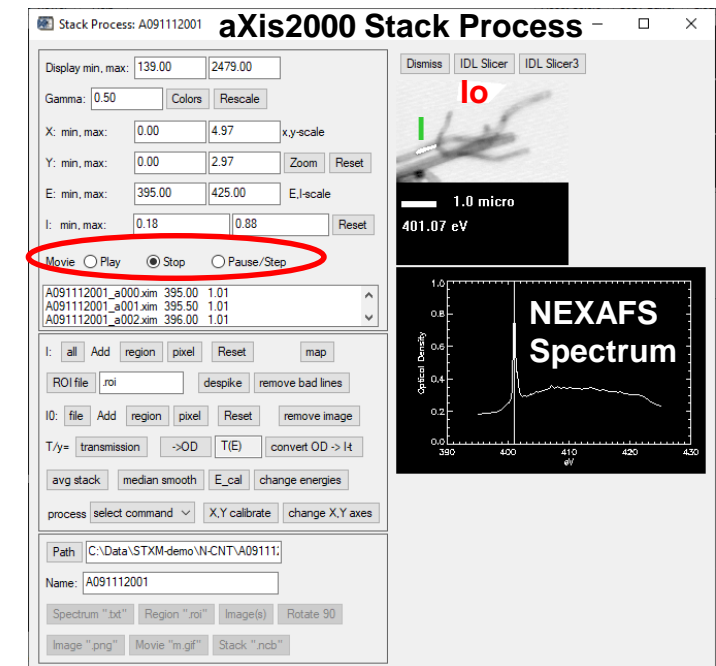 Stack Process: A091112001
aXis2000 Stack Process
Display min, max: 139.00 2479.00
Gamma: 0.50 Colors Rescale
X: min, max: 0.00 4.97 x,y-scale
Y: min, max: 0.00 2.97 Zoom Reset
E: min, max: 395.00 425.00 E,I-scale
I: min, max: 0.18 0.88 Reset
Movie Play Stop Pause/Step
A091112001_a000.xim 395.00 1.01
A091112001_a001.xim 395.50 1.01
A091112001_a002.xim 396.00 1.01
I: all Add region pixel Reset map
ROI file .roi despike remove bad lines
I0: file Add region pixel Reset remove image
T/y= transmission ->OD T(E) convert OD -> I-t
avg stack median smooth E_cal change energies
process select command X,Y calibrate change X,Y axes
Path C:\Data\STXM-demo\N-CNT\A09111:
Name: A091112001
Spectrum ".txt" Region ".roi" Image(s) Rotate 90
Image ".png" Movie "m.gif" Stack ".ncb"
Dismiss IDL Slicer IDL Slicer3
Io
I
1.0 micro
401.07 eV
NEXAFS
Spectrum
Optical Density
1.0
0.8
0.6
0.4
0.2
0.0
390 400 410 420 430
eV